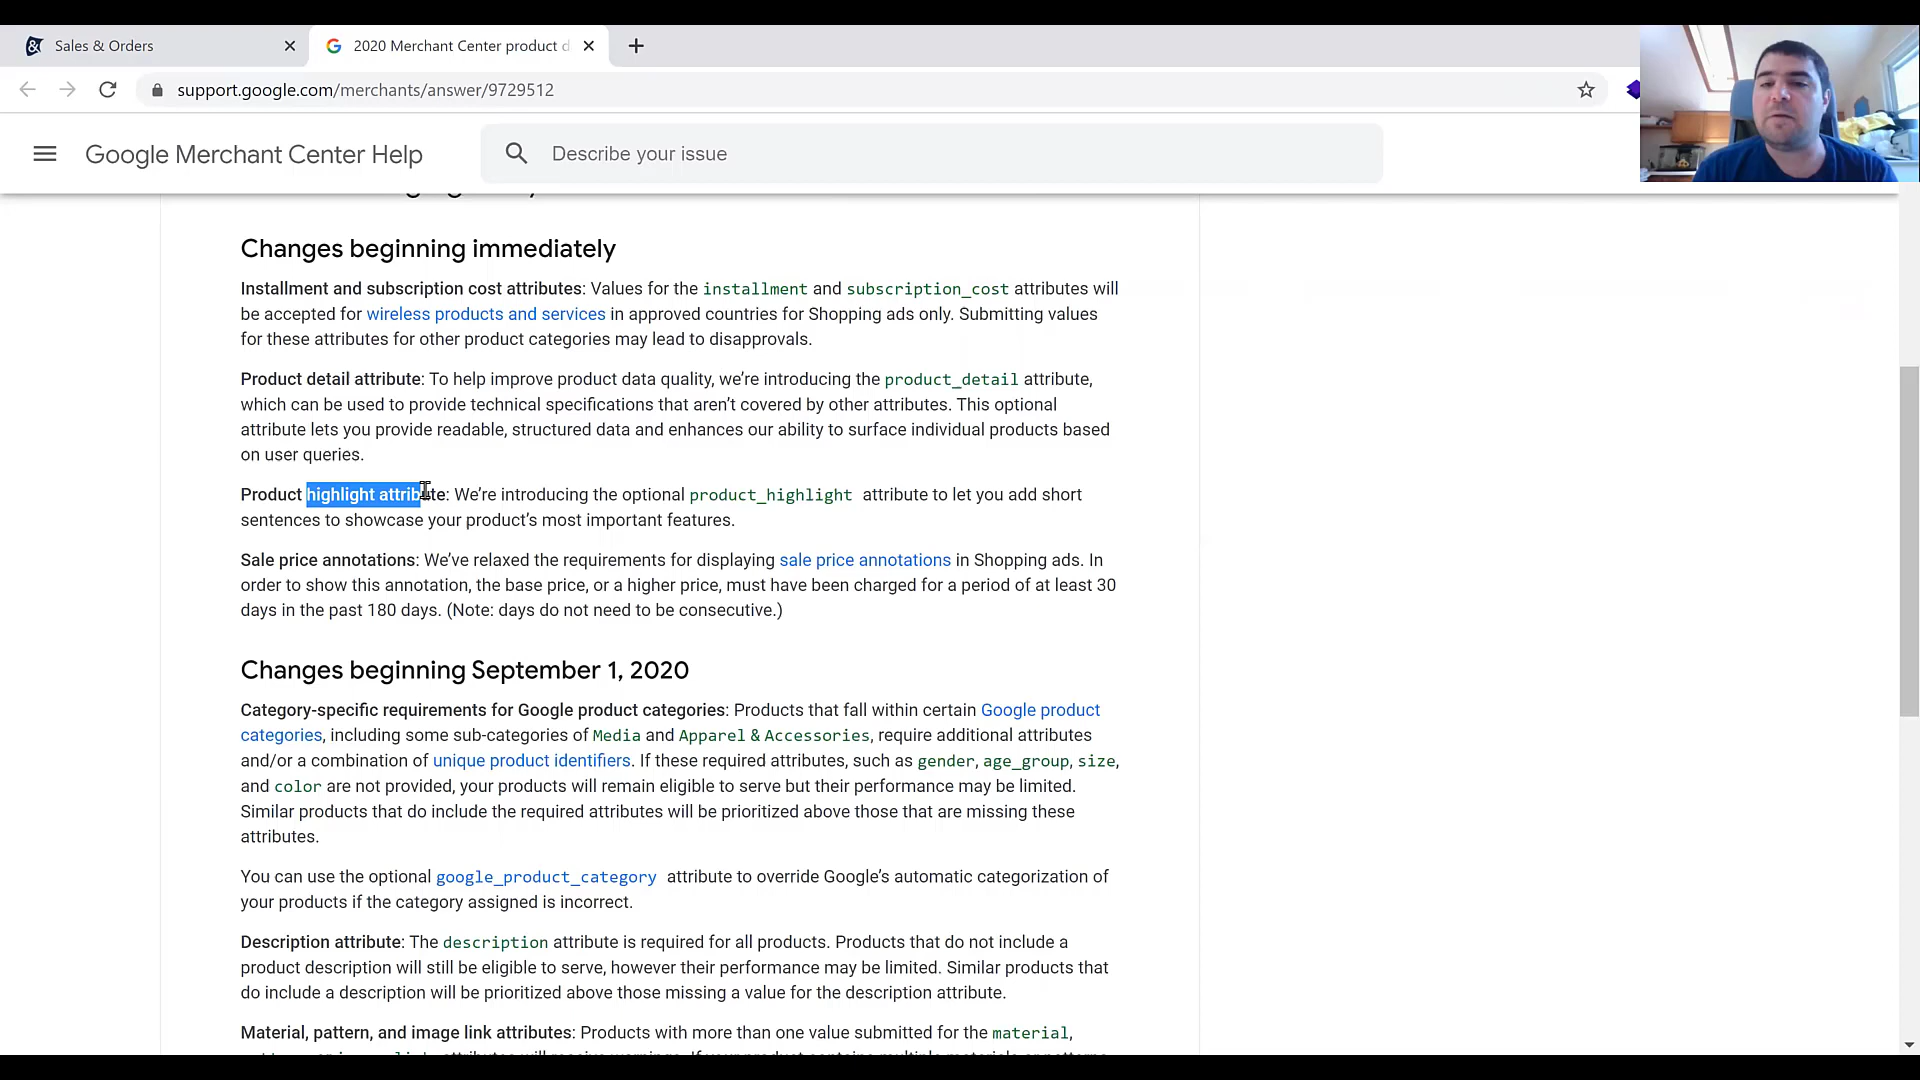 Sales & Orders
2020 Merchant Center product d
support.google.com/merchants/answer/9729512
Google Merchant Center Help
Describe your issue
Changes beginning immediately
Installment and subscription cost attributes: Values for the installment and subscription_cost attributes will
be accepted for wireless products and services in approved countries for Shopping ads only. Submitting values
for these attributes for other product categories may lead to disapprovals.
Product detail attribute: To help improve product data quality, we’re introducing the product_detail attribute,
which can be used to provide technical specifications that aren’t covered by other attributes. This optional
attribute lets you provide readable, structured data and enhances our ability to surface individual products based
on user queries.
Product highlight attribute: We’re introducing the optional product_highlight attribute to let you add short
sentences to showcase your product’s most important features.
Sale price annotations: We’ve relaxed the requirements for displaying sale price annotations in Shopping ads. In
order to show this annotation, the base price, or a higher price, must have been charged for a period of at least 30
days in the past 180 days. (Note: days do not need to be consecutive.)
Changes beginning September 1, 2020
Category-specific requirements for Google product categories: Products that fall within certain Google product
categories, including some sub-categories of Media and Apparel & Accessories, require additional attributes
and/or a combination of unique product identifiers. If these required attributes, such as gender, age_group, size,
and color are not provided, your products will remain eligible to serve but their performance may be limited.
Similar products that do include the required attributes will be prioritized above those that are missing these
attributes.
You can use the optional google_product_category attribute to override Google’s automatic categorization of
your products if the category assigned is incorrect.
Description attribute: The description attribute is required for all products. Products that do not include a
product description will still be eligible to serve, however their performance may be limited. Similar products that
do include a description will be prioritized above those missing a value for the description attribute.
Material, pattern, and image link attributes: Products with more than one value submitted for the material,